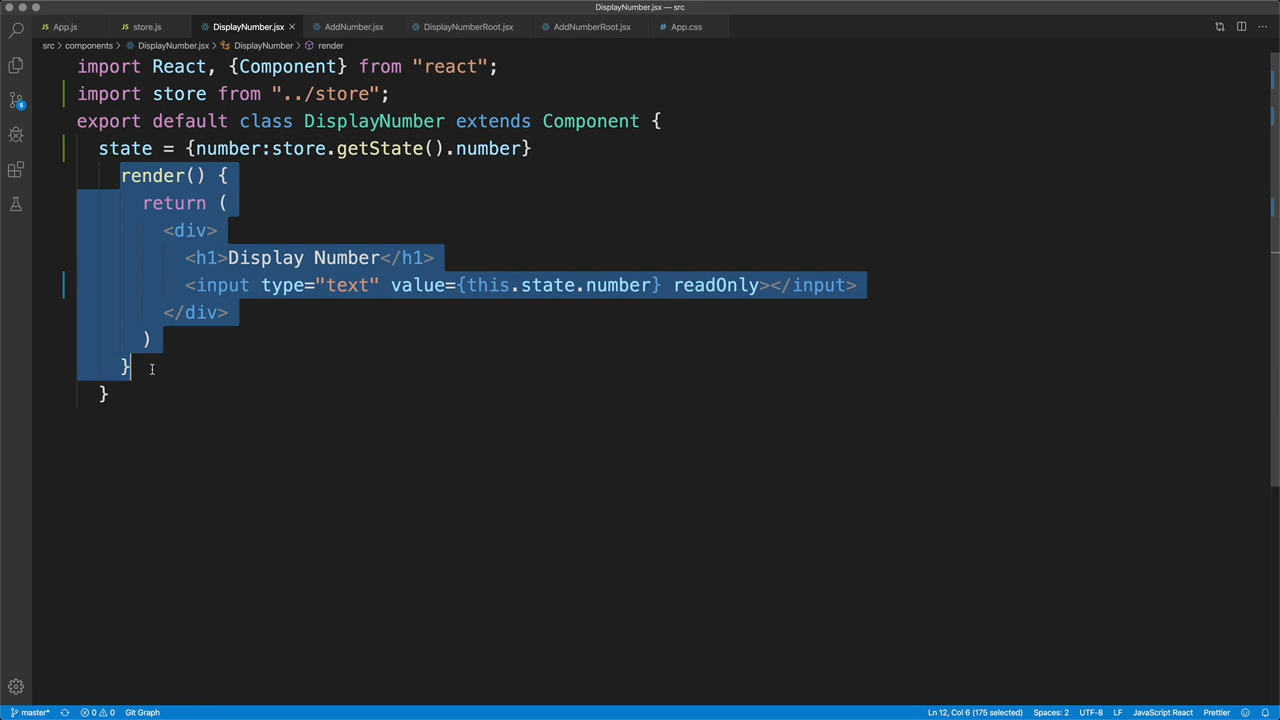 DisplayNumber.jsx — src
App.js
store.js
DisplayNumber.jsx
AddNumber.jsx
DisplayNumberRoot.jsx
AddNumberRoot.jsx
App.css
src > components > DisplayNumber.jsx > DisplayNumber > render
import React, {Component} from "react";
import store from "../store";
export default class DisplayNumber extends Component {
state = {number:store.getState().number}
render() {
return (
<div>
<h1>Display Number</h1>
<input type="text" value={this.state.number} readOnly></input>
</div>
)
}
}
6
master* 0 0 Git Graph
Ln 12, Col 6 (175 selected) Spaces: 2 UTF-8 LF JavaScript React Prettier